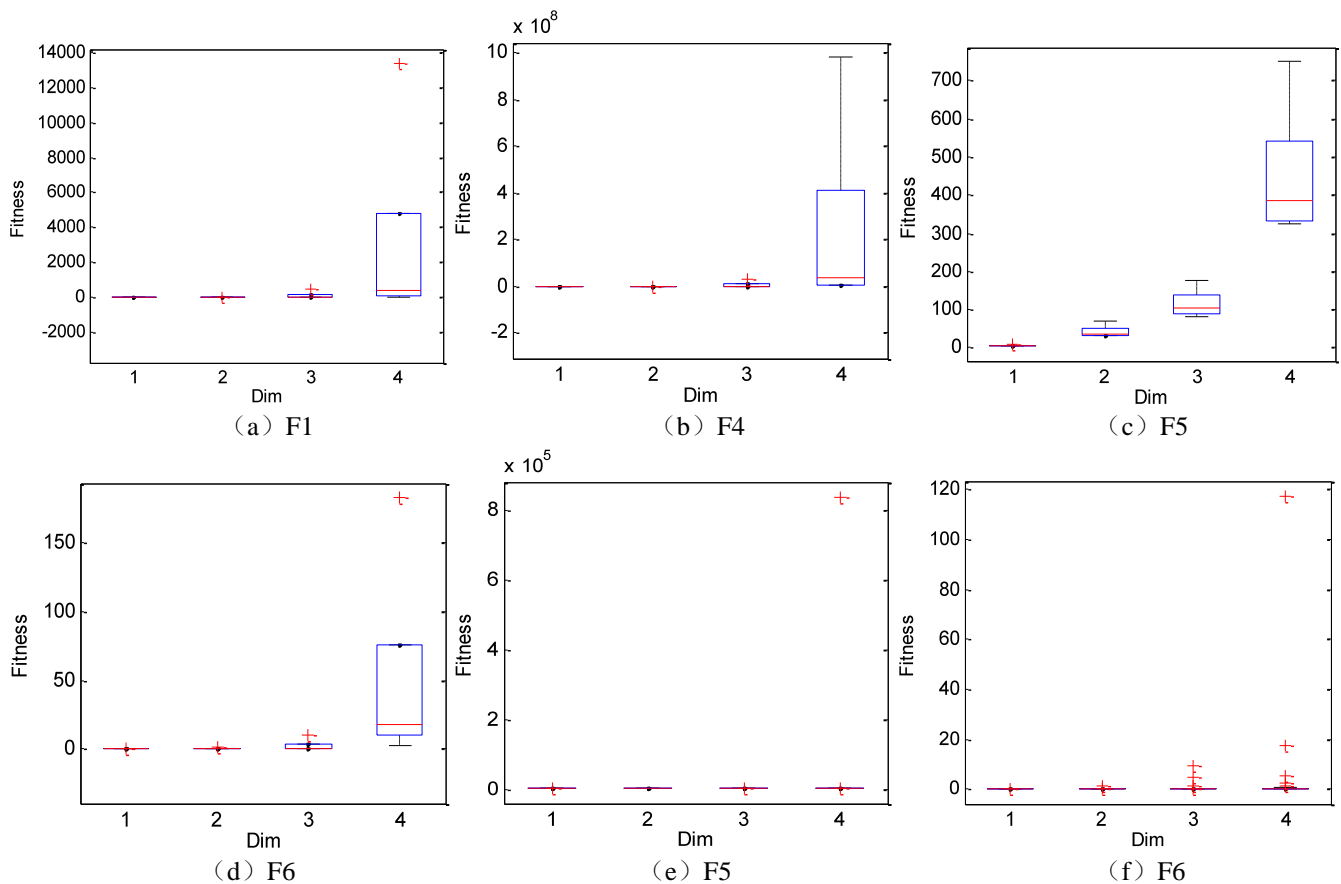 x 10^8
14000
12000
10000
8000
6000
4000
2000
0
-2000
Fitness
1 2 3 4
Dim
（a）F1
10
8
6
4
2
0
-2
Fitness
1 2 3 4
Dim
（b）F4
700
600
500
400
300
200
100
0
Fitness
1 2 3 4
Dim
（c）F5
150
100
50
0
Fitness
1 2 3 4
Dim
（d）F6
x 10^5
8
6
4
2
0
Fitness
1 2 3 4
Dim
（e）F5
120
100
80
60
40
20
0
Fitness
1 2 3 4
Dim
（f）F6